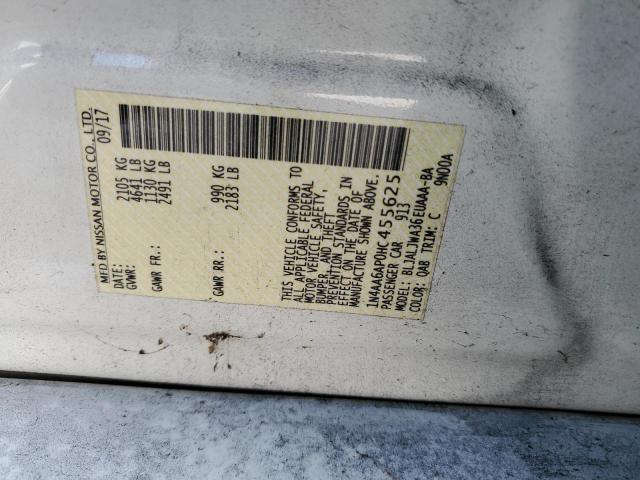 MFD BY NISSAN MOTOR CO., LTD.
DATE: 09/17
GVWR: 2105 KG
4641 LB
GAWR FR.: 1130 KG
2491 LB
GAWR RR.: 990 KG
2183 LB
THIS VEHICLE CONFORMS TO
ALL APPLICABLE FEDERAL
MOTOR VEHICLE SAFETY,
BUMPER, AND THEFT
PREVENTION STANDARDS IN
EFFECT ON THE DATE OF
MANUFACTURE SHOWN ABOVE.
1N4AA6AP0HC455625
PASSENGER CAR 913
MODEL: BLJALJWA36EUAAA-BA
COLOR: QAB TRIM: C 9N00A